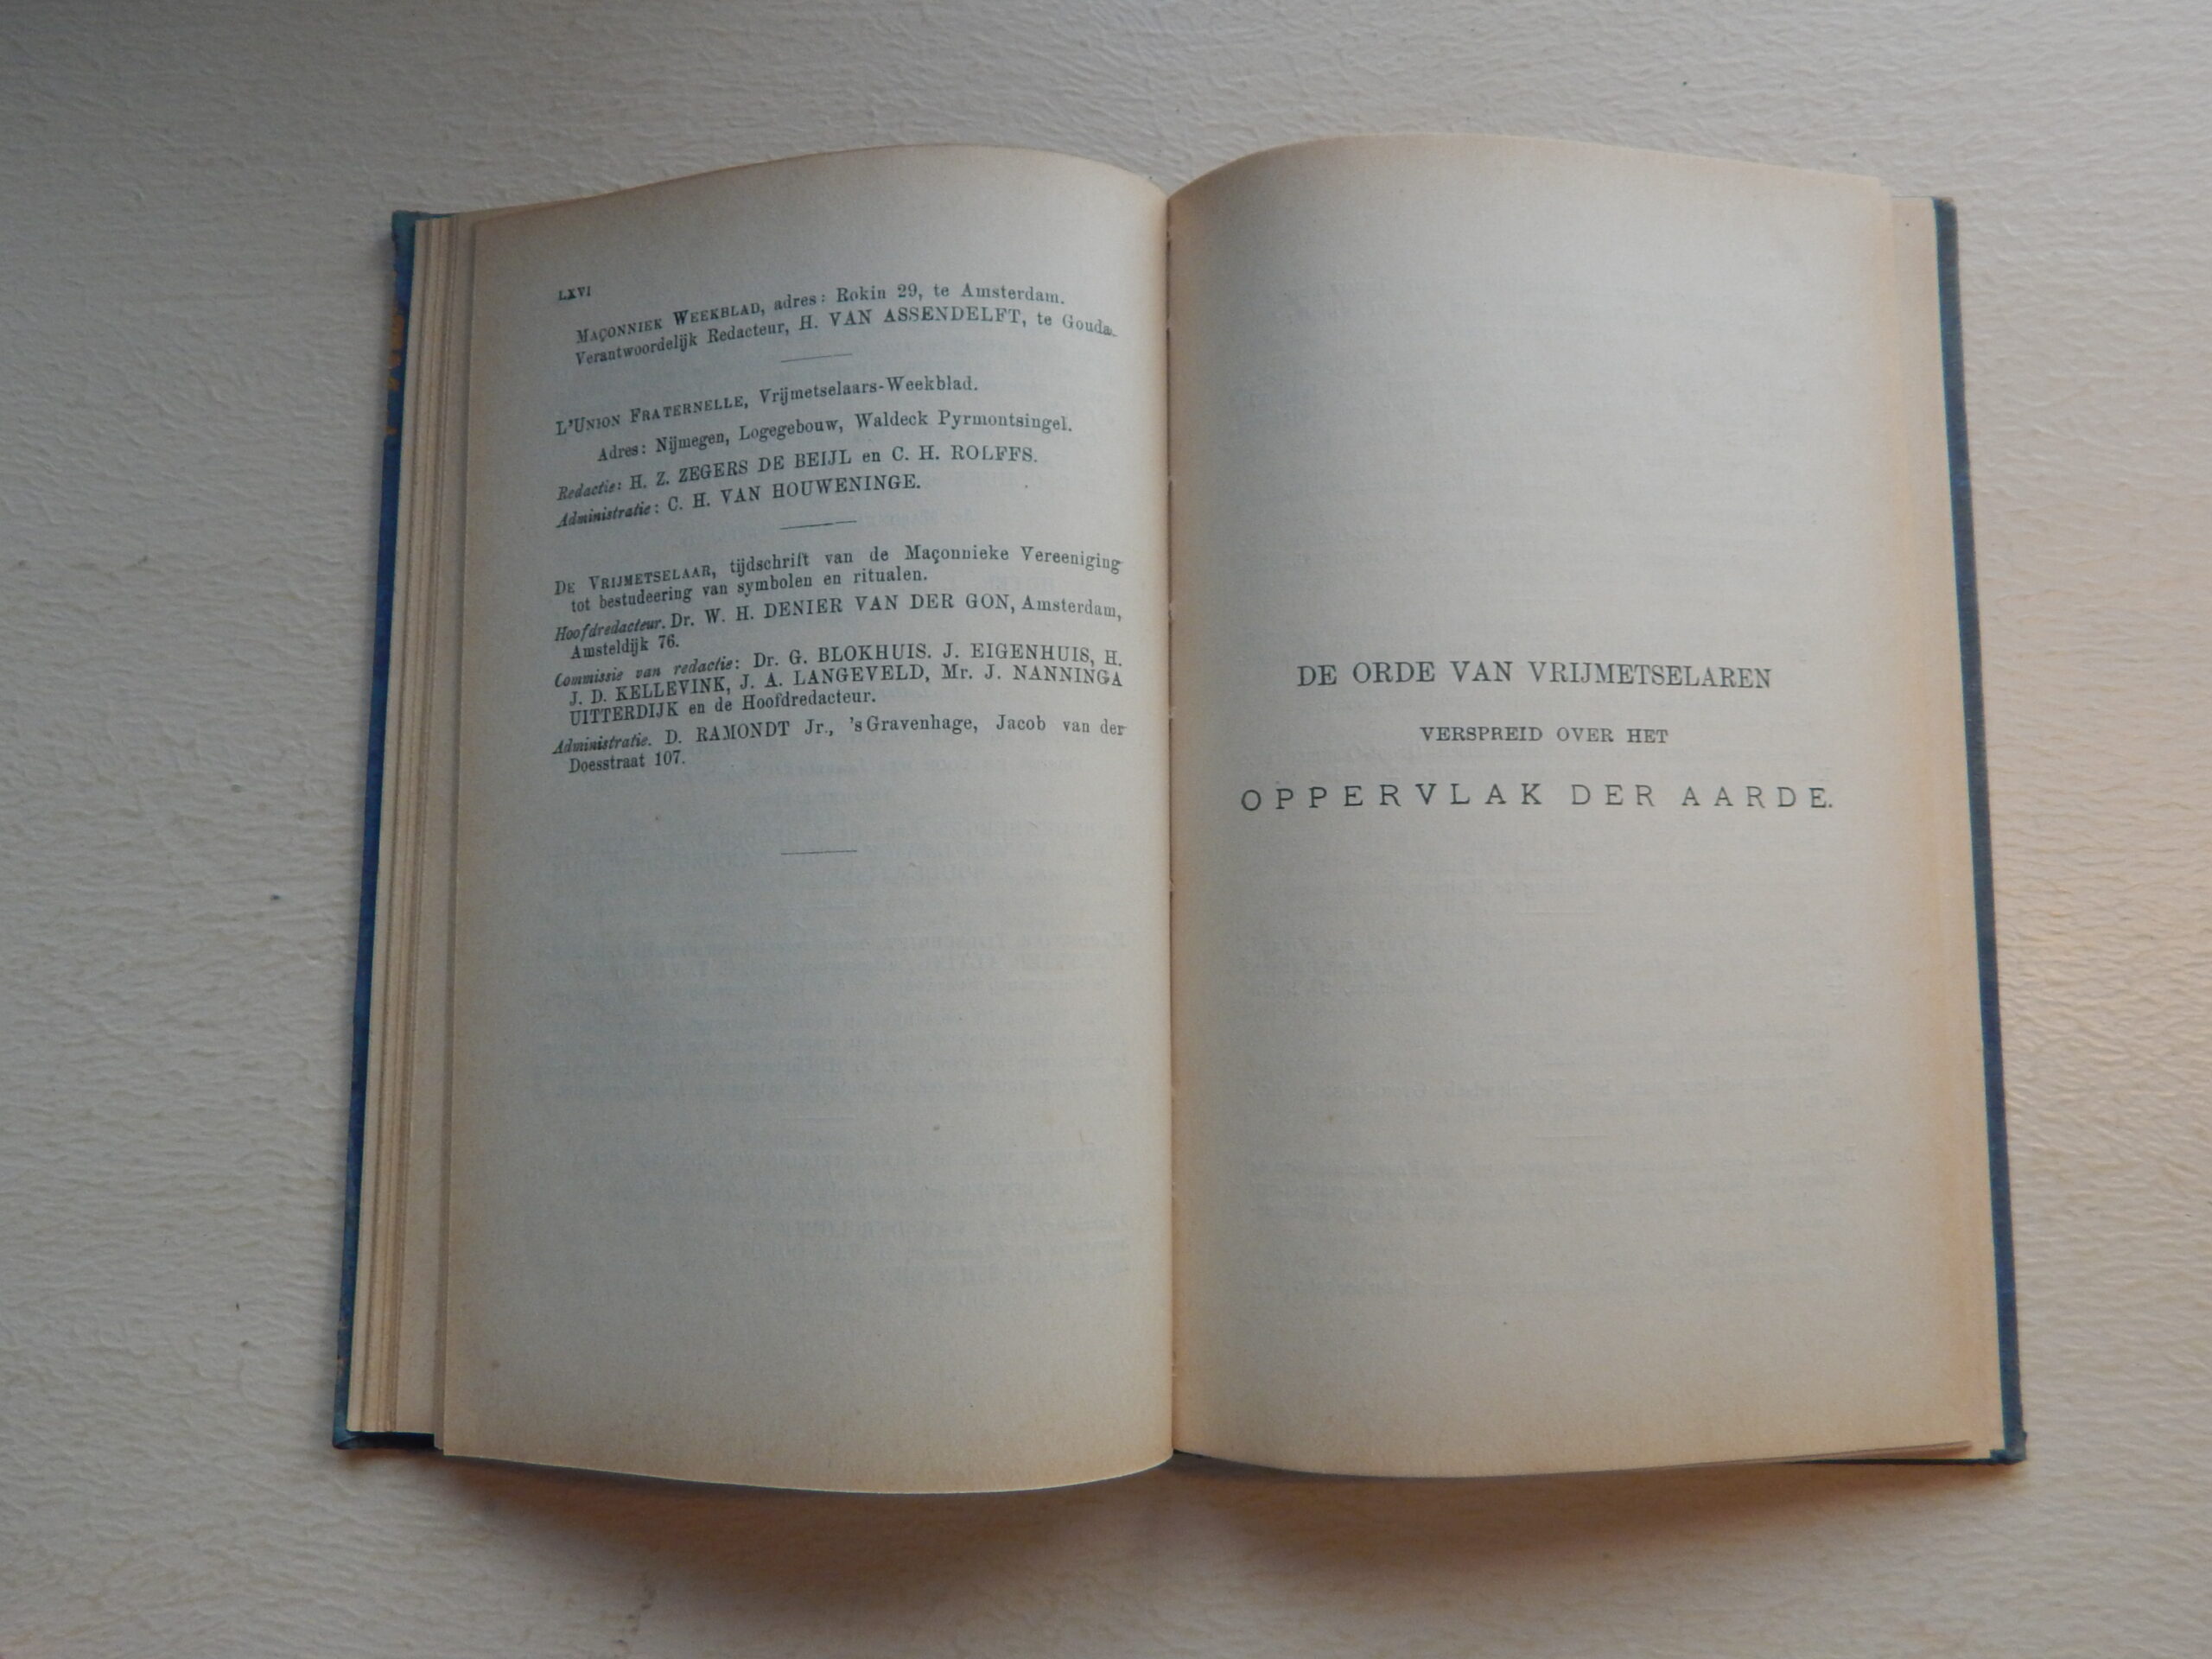 LXVI
MAÇONNIEK WEEKBLAD, adres: Rokin 29, te Amsterdam.
Verantwoordelijk Redacteur, H. VAN ASSENDELFT, te Gouda.
L'UNION FRATERNELLE, Vrijmetselaars-Weekblad.
Adres: Nijmegen, Logegebouw, Waldeck Pyrmontsingel.
Redactie: H. Z. ZEGERS DE BEIJL en C. H. ROLFFS.
Administratie: C. H. VAN HOUWENINGE.
DE VRIJMETSELAAR, tijdschrift van de Maçonnieke Vereeniging
tot bestudeering van symbolen en ritualen.
Hoofdredacteur. Dr. W. H. DENIER VAN DER GON, Amsterdam,
Amsteldijk 76.
Commissie van redactie: Dr. G. BLOKHUIS. J. EIGENHUIS, H.
J. D. KELLEVINK, J. A. LANGEVELD, Mr. J. NANNINGA
UITTERDIJK en de Hoofdredacteur.
Administratie. D. RAMONDT Jr., 's Gravenhage, Jacob van der
Doesstraat 107.
DE ORDE VAN VRIJMETSELAREN
VERSPREID OVER HET
OPPERVLAK DER AARDE.